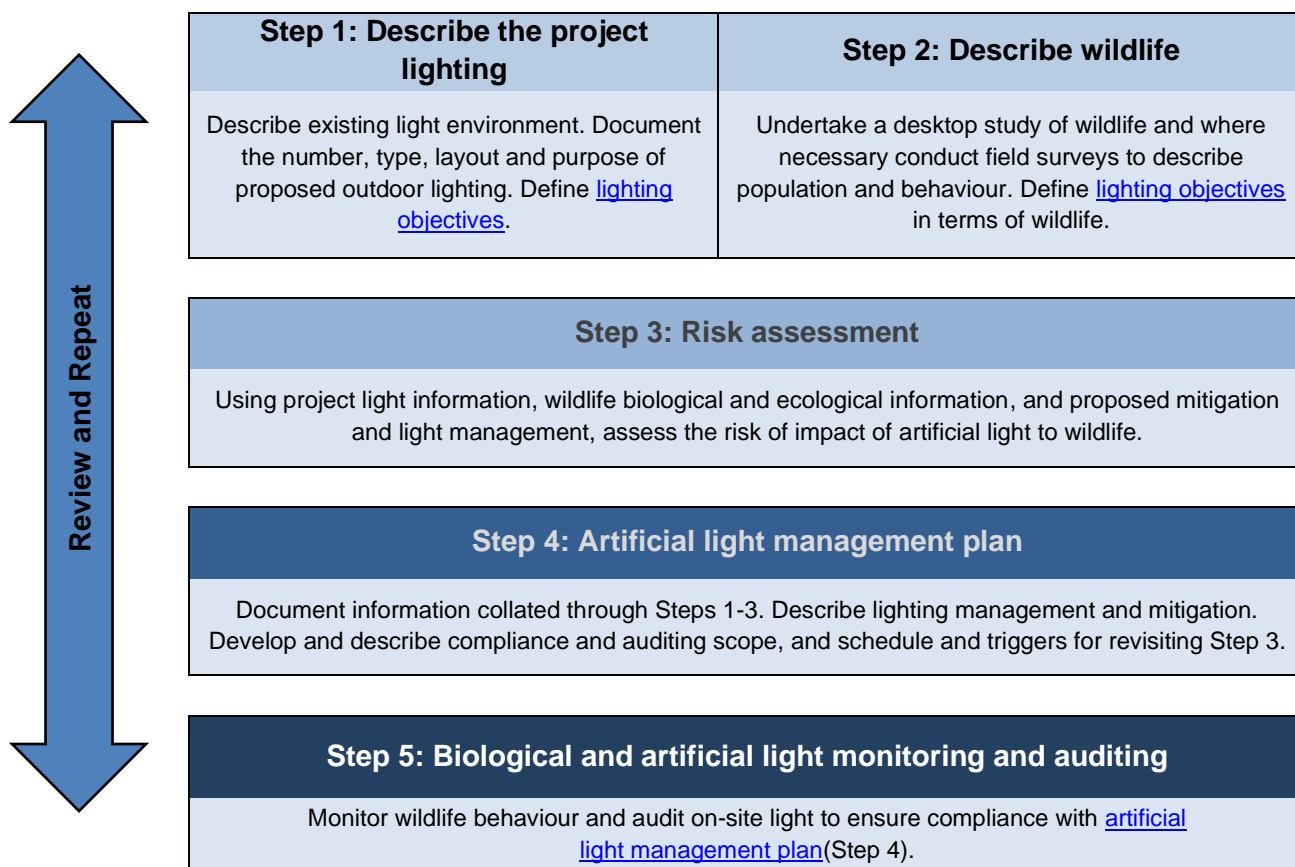 Review and Repeat
Step 1: Describe the project
lighting
Describe existing light environment. Document
the number, type, layout and purpose of
proposed outdoor lighting. Define lighting
objectives.
Step 2: Describe wildlife
Undertake a desktop study of wildlife and where
necessary conduct field surveys to describe
population and behaviour. Define lighting objectives
in terms of wildlife.
Step 3: Risk assessment
Using project light information, wildlife biological and ecological information, and proposed mitigation
and light management, assess the risk of impact of artificial light to wildlife.
Step 4: Artificial light management plan
Document information collated through Steps 1-3. Describe lighting management and mitigation.
Develop and describe compliance and auditing scope, and schedule and triggers for revisiting Step 3.
Step 5: Biological and artificial light monitoring and auditing
Monitor wildlife behaviour and audit on-site light to ensure compliance with artificial
light management plan(Step 4).